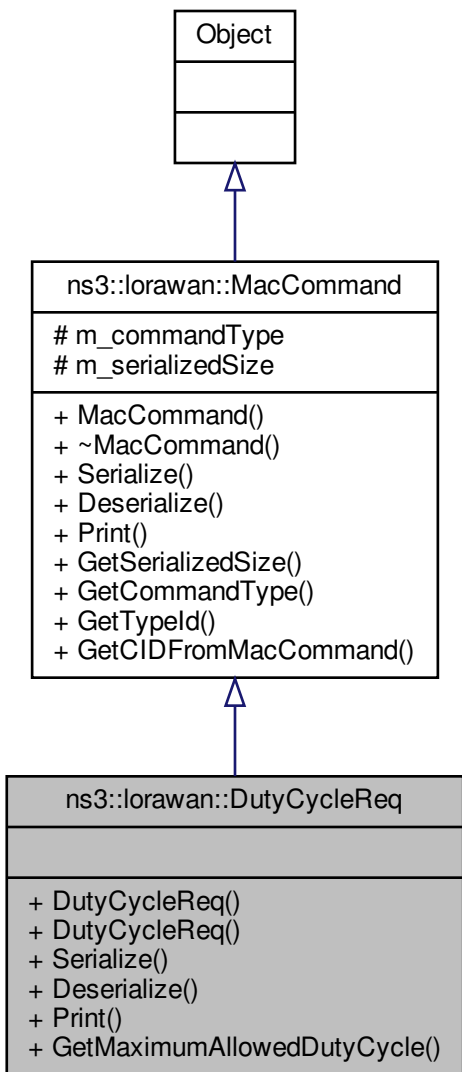 Object
ns3::lorawan::MacCommand
# m_commandType
# m_serializedSize
+ MacCommand()
+ ~MacCommand()
+ Serialize()
+ Deserialize()
+ Print()
+ GetSerializedSize()
+ GetCommandType()
+ GetTypeId()
+ GetCIDFromMacCommand()
ns3::lorawan::DutyCycleReq
+ DutyCycleReq()
+ DutyCycleReq()
+ Serialize()
+ Deserialize()
+ Print()
+ GetMaximumAllowedDutyCycle()